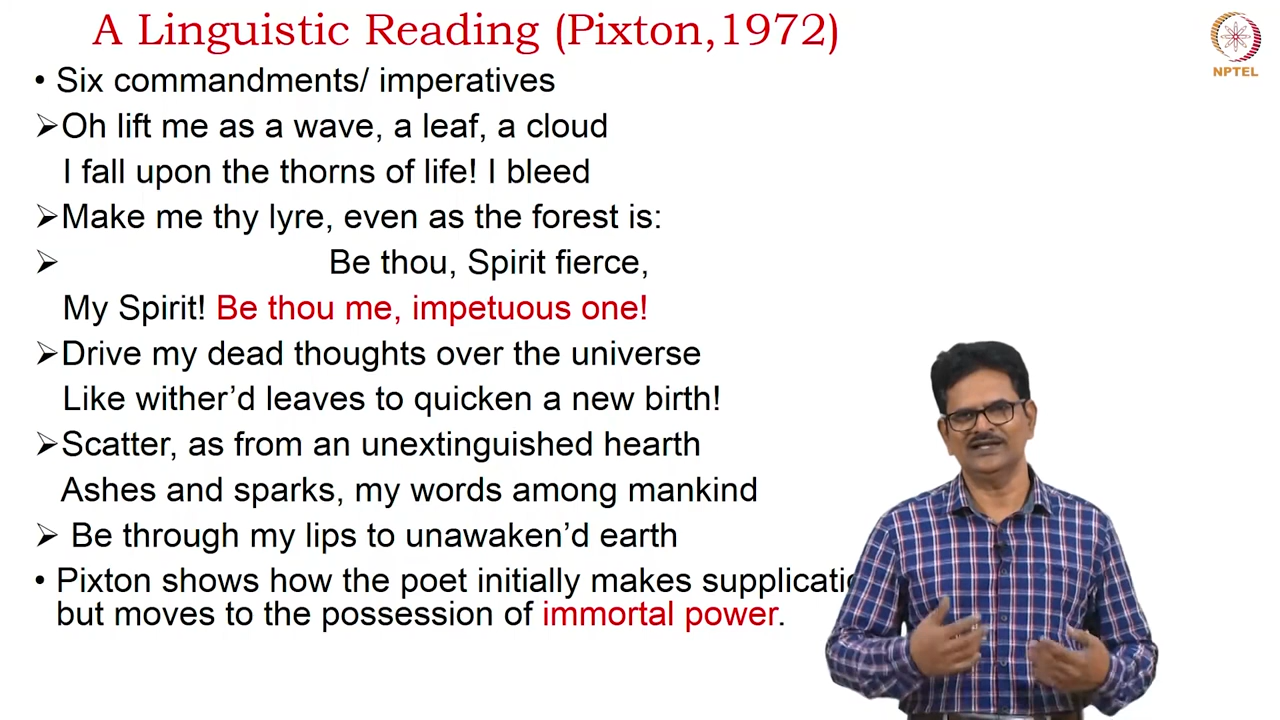 A Linguistic Reading (Pixton,1972)
NPTEL
• Six commandments/ imperatives
➢Oh lift me as a wave, a leaf, a cloud
I fall upon the thorns of life! I bleed
➢Make me thy lyre, even as the forest is:
➢ Be thou, Spirit fierce,
My Spirit! Be thou me, impetuous one!
➢Drive my dead thoughts over the universe
Like wither’d leaves to quicken a new birth!
➢Scatter, as from an unextinguished hearth
Ashes and sparks, my words among mankind
➢ Be through my lips to unawaken’d earth
• Pixton shows how the poet initially makes
but moves to the possession of immortal power.